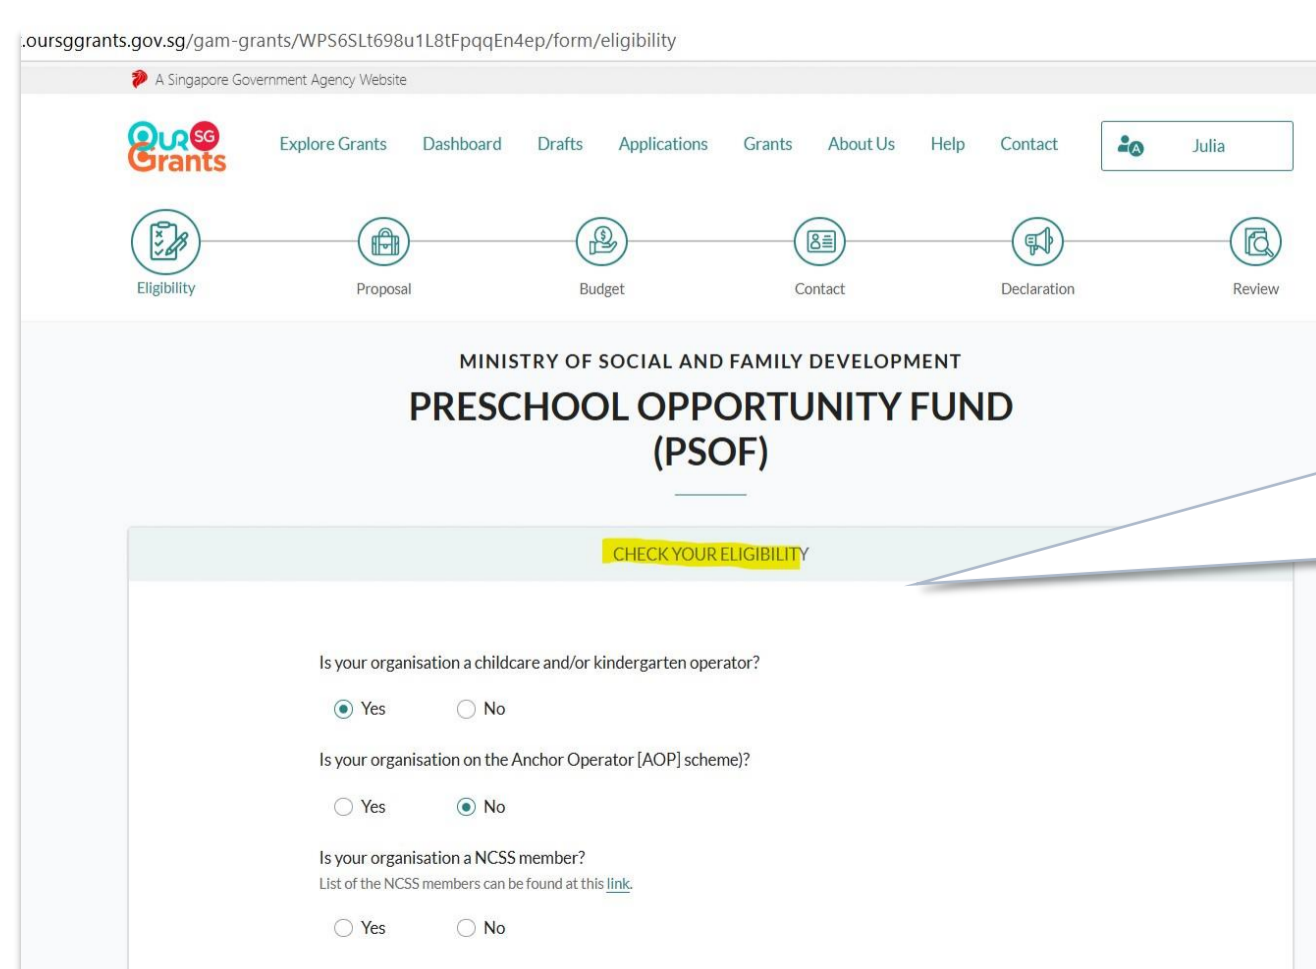 .oursggrants.gov.sg/gam-grants/WPS6SLt698u1L8tFpqqEn4ep/form/eligibility
A Singapore Government Agency Website
OUR SG
Grants
Explore Grants Dashboard Drafts Applications Grants About Us Help Contact Julia
Eligibility Proposal Budget Contact Declaration Review
MINISTRY OF SOCIAL AND FAMILY DEVELOPMENT
PRESCHOOL OPPORTUNITY FUND
(PSOF)
CHECK YOUR ELIGIBILITY
Is your organisation a childcare and/or kindergarten operator?
Yes No
Is your organisation on the Anchor Operator [AOP] scheme)?
Yes No
Is your organisation a NCSS member?
List of the NCSS members can be found at this link.
Yes No